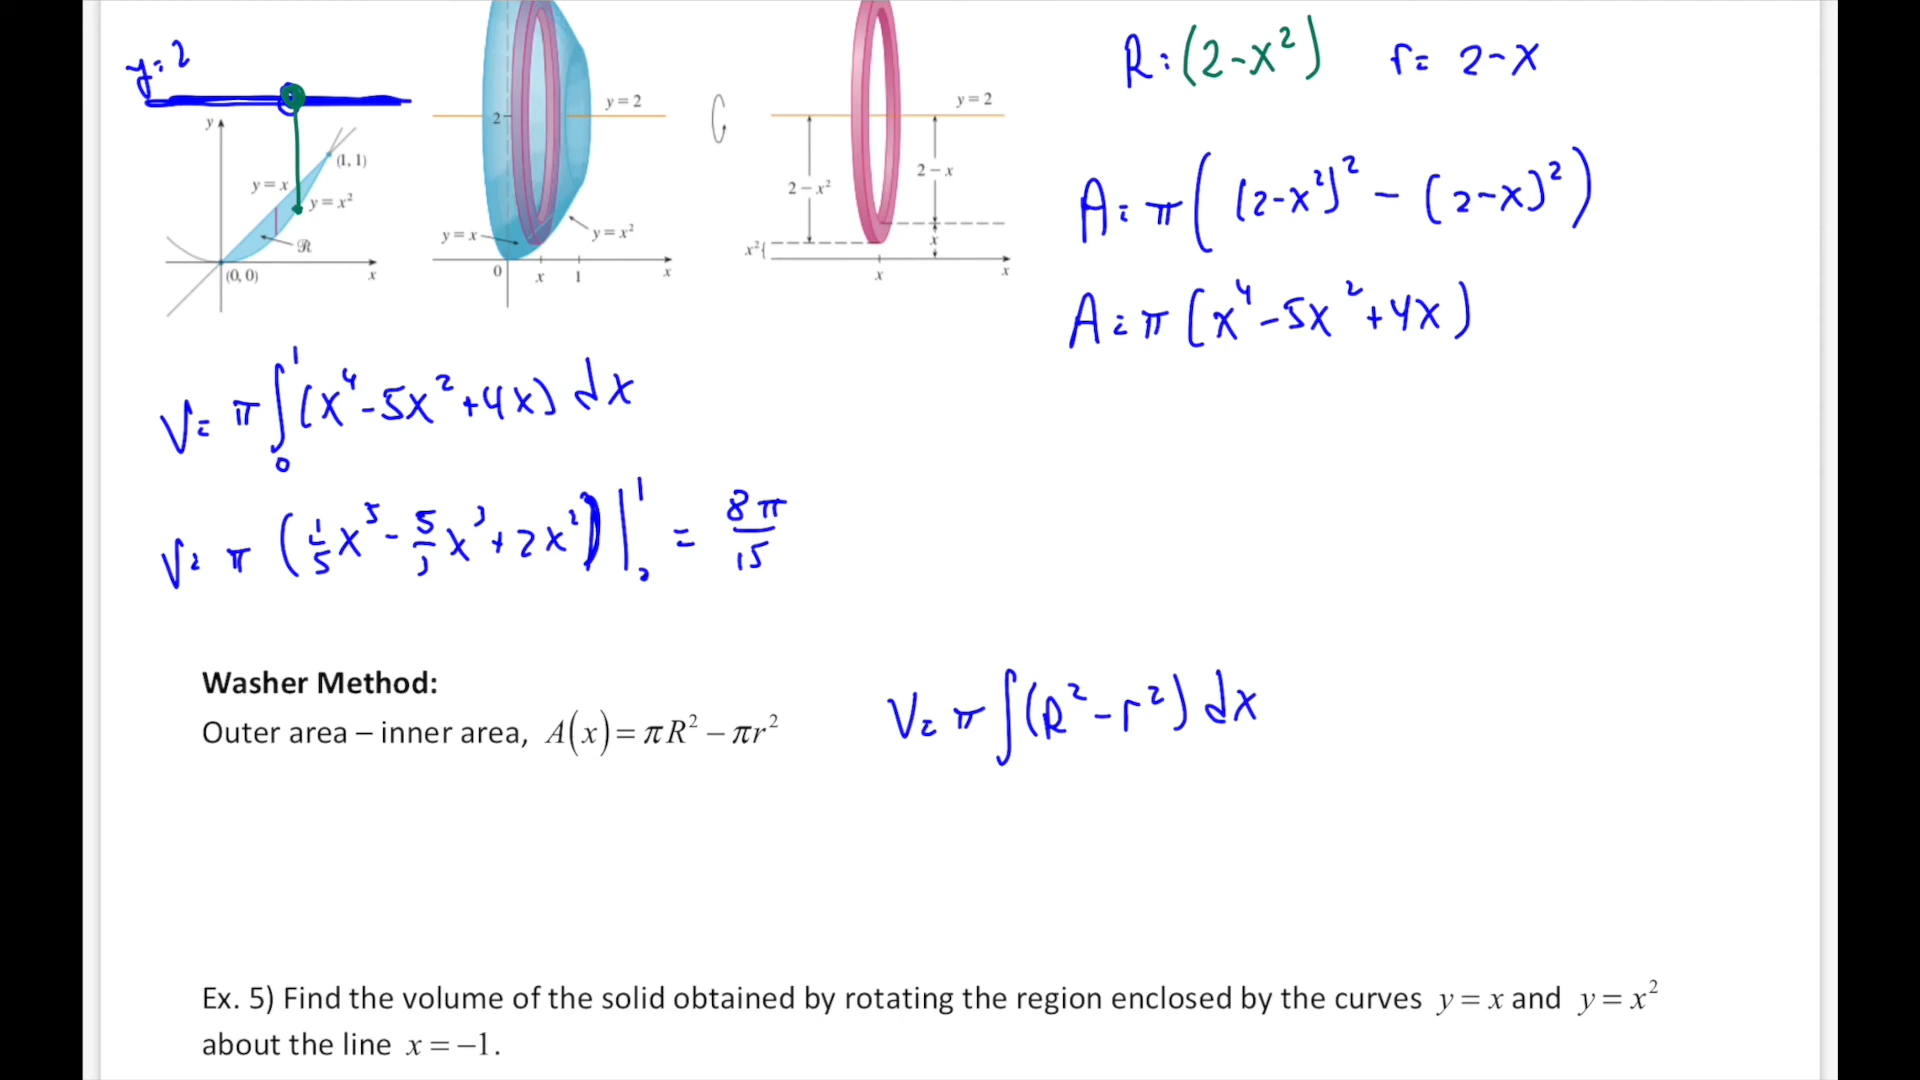 y=2
R=(2-x²) r= 2-x
y
(1, 1)
y = x
y = x²
ℛ
(0, 0)
x
y = 2
2
y = x
y = x²
0
x
1
x
y = 2
2 − x
2 − x²
x
x²{
x
x
A=π((2-x²)² - (2-x)²)
A=π(x⁴-5x²+4x)
V= π∫₀¹(x⁴-5x²+4x) dx
V= π (1/5x⁵ - 5/3x³ + 2x²)|₀¹ = 8π/15
Washer Method:
Outer area – inner area, A(x) = πR² − πr²
V= π ∫(R²-r²) dx
Ex. 5) Find the volume of the solid obtained by rotating the region enclosed by the curves y = x and y = x²
about the line x = −1.